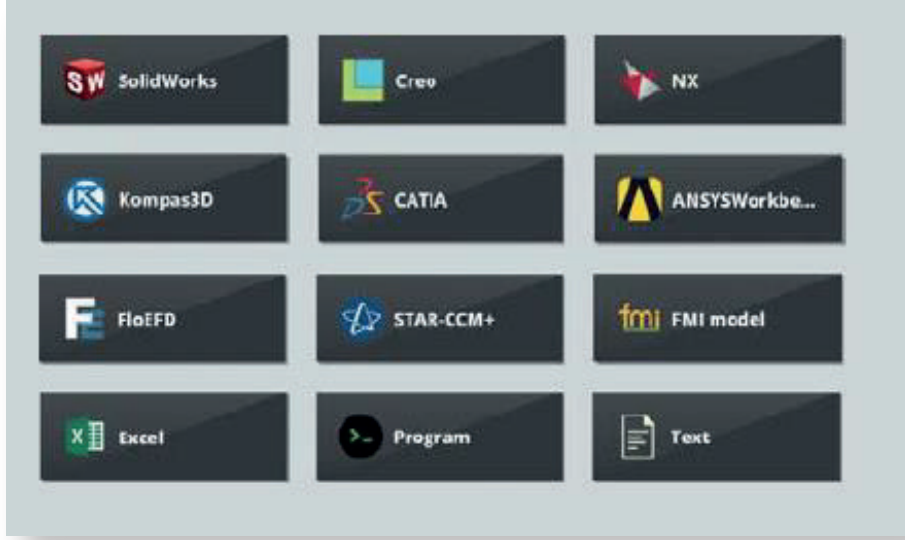 SW SolidWorks
Creo
NX
Kompas3D
CATIA
ANSYSWorkbe...
FloEFD
STAR-CCM+
fmi FMI model
X Excel
>_ Program
Text